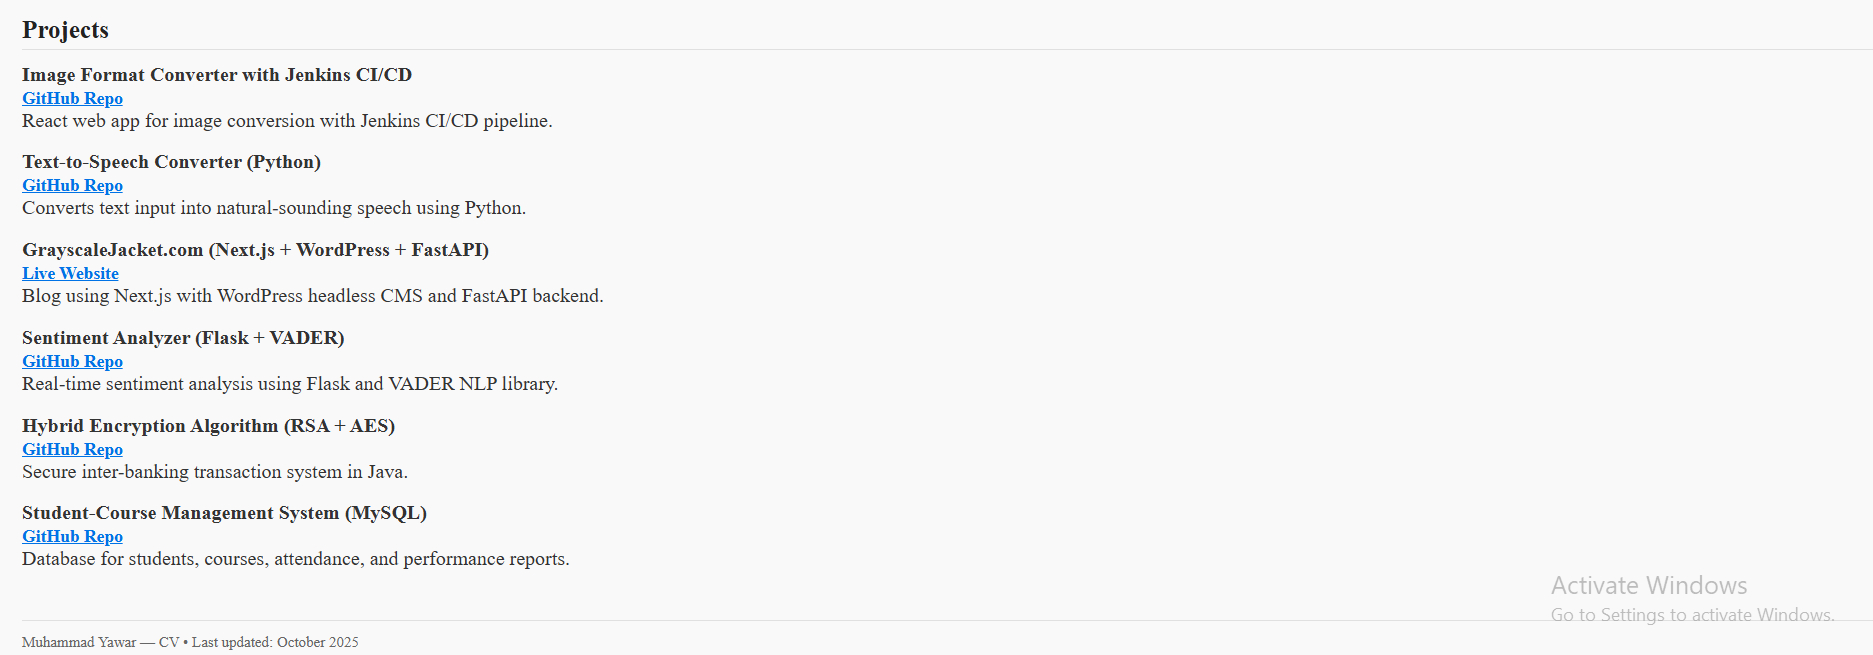 Projects
Image Format Converter with Jenkins CI/CD
GitHub Repo
React web app for image conversion with Jenkins CI/CD pipeline.
Text-to-Speech Converter (Python)
GitHub Repo
Converts text input into natural-sounding speech using Python.
GrayscaleJacket.com (Next.js + WordPress + FastAPI)
Live Website
Blog using Next.js with WordPress headless CMS and FastAPI backend.
Sentiment Analyzer (Flask + VADER)
GitHub Repo
Real-time sentiment analysis using Flask and VADER NLP library.
Hybrid Encryption Algorithm (RSA + AES)
GitHub Repo
Secure inter-banking transaction system in Java.
Student-Course Management System (MySQL)
GitHub Repo
Database for students, courses, attendance, and performance reports.
Activate Windows
Go to Settings to activate Windows.
Muhammad Yawar — CV • Last updated: October 2025